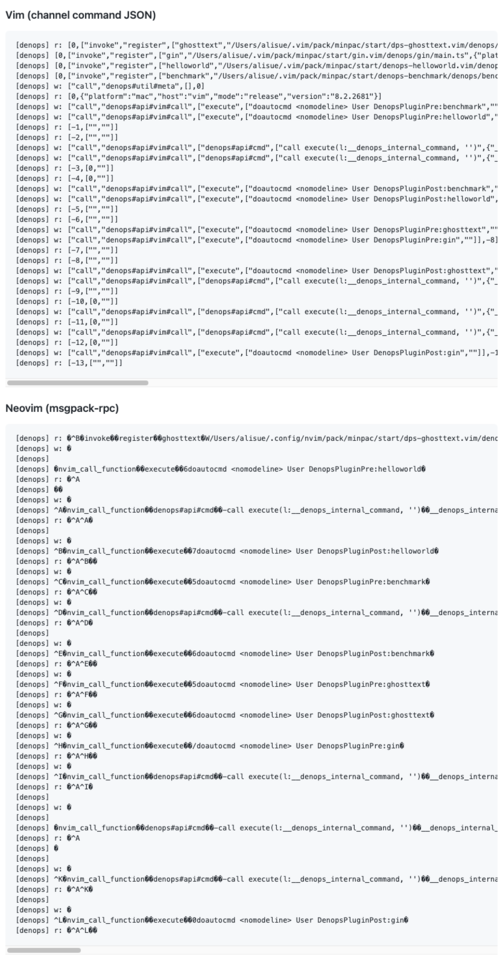 Vim (channel command JSON)
[denops] r: [0,["invoke","register",["ghosttext","/Users/alisue/.vim/pack/minpac/start/dps-ghosttext.vim/denops/
[denops] r: [0,["invoke","register",["gin","/Users/alisue/.vim/pack/minpac/start/gin.vim/denops/gin/main.ts",{"plat
[denops] r: [0,["invoke","register",["helloworld","/Users/alisue/.vim/pack/minpac/start/denops-helloworld.vim/denop
[denops] r: [0,["invoke","register",["benchmark","/Users/alisue/.vim/pack/minpac/start/denops-benchmark/denops/benc
[denops] w: ["call","denops#util#meta",[],0]
[denops] r: [0,{"platform":"mac","host":"vim","mode":"release","version":"8.2.2681"}]
[denops] w: ["call","denops#api#vim#call",["execute",["doautocmd <nomodeline> User DenopsPluginPre:benchmark",""
[denops] w: ["call","denops#api#vim#call",["execute",["doautocmd <nomodeline> User DenopsPluginPre:helloworld","
[denops] r: [-1,["",""]]
[denops] r: [-2,["",""]]
[denops] w: ["call","denops#api#vim#call",["denops#api#cmd",["call execute(l:__denops_internal_command, '')",{"_
[denops] w: ["call","denops#api#vim#call",["denops#api#cmd",["call execute(l:__denops_internal_command, '')",{"_
[denops] r: [-3,[0,""]]
[denops] r: [-4,[0,""]]
[denops] w: ["call","denops#api#vim#call",["execute",["doautocmd <nomodeline> User DenopsPluginPost:benchmark","
[denops] w: ["call","denops#api#vim#call",["execute",["doautocmd <nomodeline> User DenopsPluginPost:helloworld",
[denops] r: [-5,["",""]]
[denops] r: [-6,["",""]]
[denops] w: ["call","denops#api#vim#call",["execute",["doautocmd <nomodeline> User DenopsPluginPre:ghosttext",""
[denops] w: ["call","denops#api#vim#call",["execute",["doautocmd <nomodeline> User DenopsPluginPre:gin",""]],-8]
[denops] r: [-7,["",""]]
[denops] r: [-8,["",""]]
[denops] w: ["call","denops#api#vim#call",["execute",["doautocmd <nomodeline> User DenopsPluginPost:ghosttext","
[denops] w: ["call","denops#api#vim#call",["denops#api#cmd",["call execute(l:__denops_internal_command, '')",{"_
[denops] r: [-9,["",""]]
[denops] r: [-10,[0,""]]
[denops] w: ["call","denops#api#vim#call",["denops#api#cmd",["call execute(l:__denops_internal_command, '')",{"_
[denops] r: [-11,[0,""]]
[denops] w: ["call","denops#api#vim#call",["denops#api#cmd",["call execute(l:__denops_internal_command, '')",{"_
[denops] r: [-12,[0,""]]
[denops] w: ["call","denops#api#vim#call",["execute",["doautocmd <nomodeline> User DenopsPluginPost:gin",""]],-1
[denops] r: [-13,["",""]]
Neovim (msgpack-rpc)
[denops] r: �^B�invoke��register��ghosttext�W/Users/alisue/.config/nvim/pack/minpac/start/dps-ghosttext.vim/deno
[denops] w: �
[denops]
[denops] �nvim_call_function��execute��6doautocmd <nomodeline> User DenopsPluginPre:helloworld�
[denops] r: �^A
[denops] ��
[denops] w: �
[denops] ^A�nvim_call_function��denops#api#cmd��–call execute(l:__denops_internal_command, '')��__denops_interna
[denops] r: �^A^A�
[denops]
[denops] w: �
[denops] ^B�nvim_call_function��execute��7doautocmd <nomodeline> User DenopsPluginPost:helloworld�
[denops] r: �^A^B��
[denops] w: �
[denops] ^C�nvim_call_function��execute��5doautocmd <nomodeline> User DenopsPluginPre:benchmark�
[denops] r: �^A^C��
[denops] w: �
[denops] ^D�nvim_call_function��denops#api#cmd��–call execute(l:__denops_internal_command, '')��__denops_interna
[denops] r: �^A^D�
[denops]
[denops] w: �
[denops] ^E�nvim_call_function��execute��6doautocmd <nomodeline> User DenopsPluginPost:benchmark�
[denops] r: �^A^E��
[denops] w: �
[denops] ^F�nvim_call_function��execute��5doautocmd <nomodeline> User DenopsPluginPre:ghosttext�
[denops] r: �^A^F��
[denops] w: �
[denops] ^G�nvim_call_function��execute��6doautocmd <nomodeline> User DenopsPluginPost:ghosttext�
[denops] r: �^A^G��
[denops] w: �
[denops] ^H�nvim_call_function��execute��/doautocmd <nomodeline> User DenopsPluginPre:gin�
[denops] r: �^A^H��
[denops] w: �
[denops] ^I�nvim_call_function��denops#api#cmd��–call execute(l:__denops_internal_command, '')��__denops_interna
[denops] r: �^A^I�
[denops]
[denops] w: �
[denops]
[denops] �nvim_call_function��denops#api#cmd��–call execute(l:__denops_internal_command, '')��__denops_internal_
[denops] r: �^A
[denops] �
[denops]
[denops] w: �
[denops] ^K�nvim_call_function��denops#api#cmd��–call execute(l:__denops_internal_command, '')��__denops_interna
[denops] r: �^A^K�
[denops]
[denops] w: �
[denops] ^L�nvim_call_function��execute��0doautocmd <nomodeline> User DenopsPluginPost:gin�
[denops] r: �^A^L��